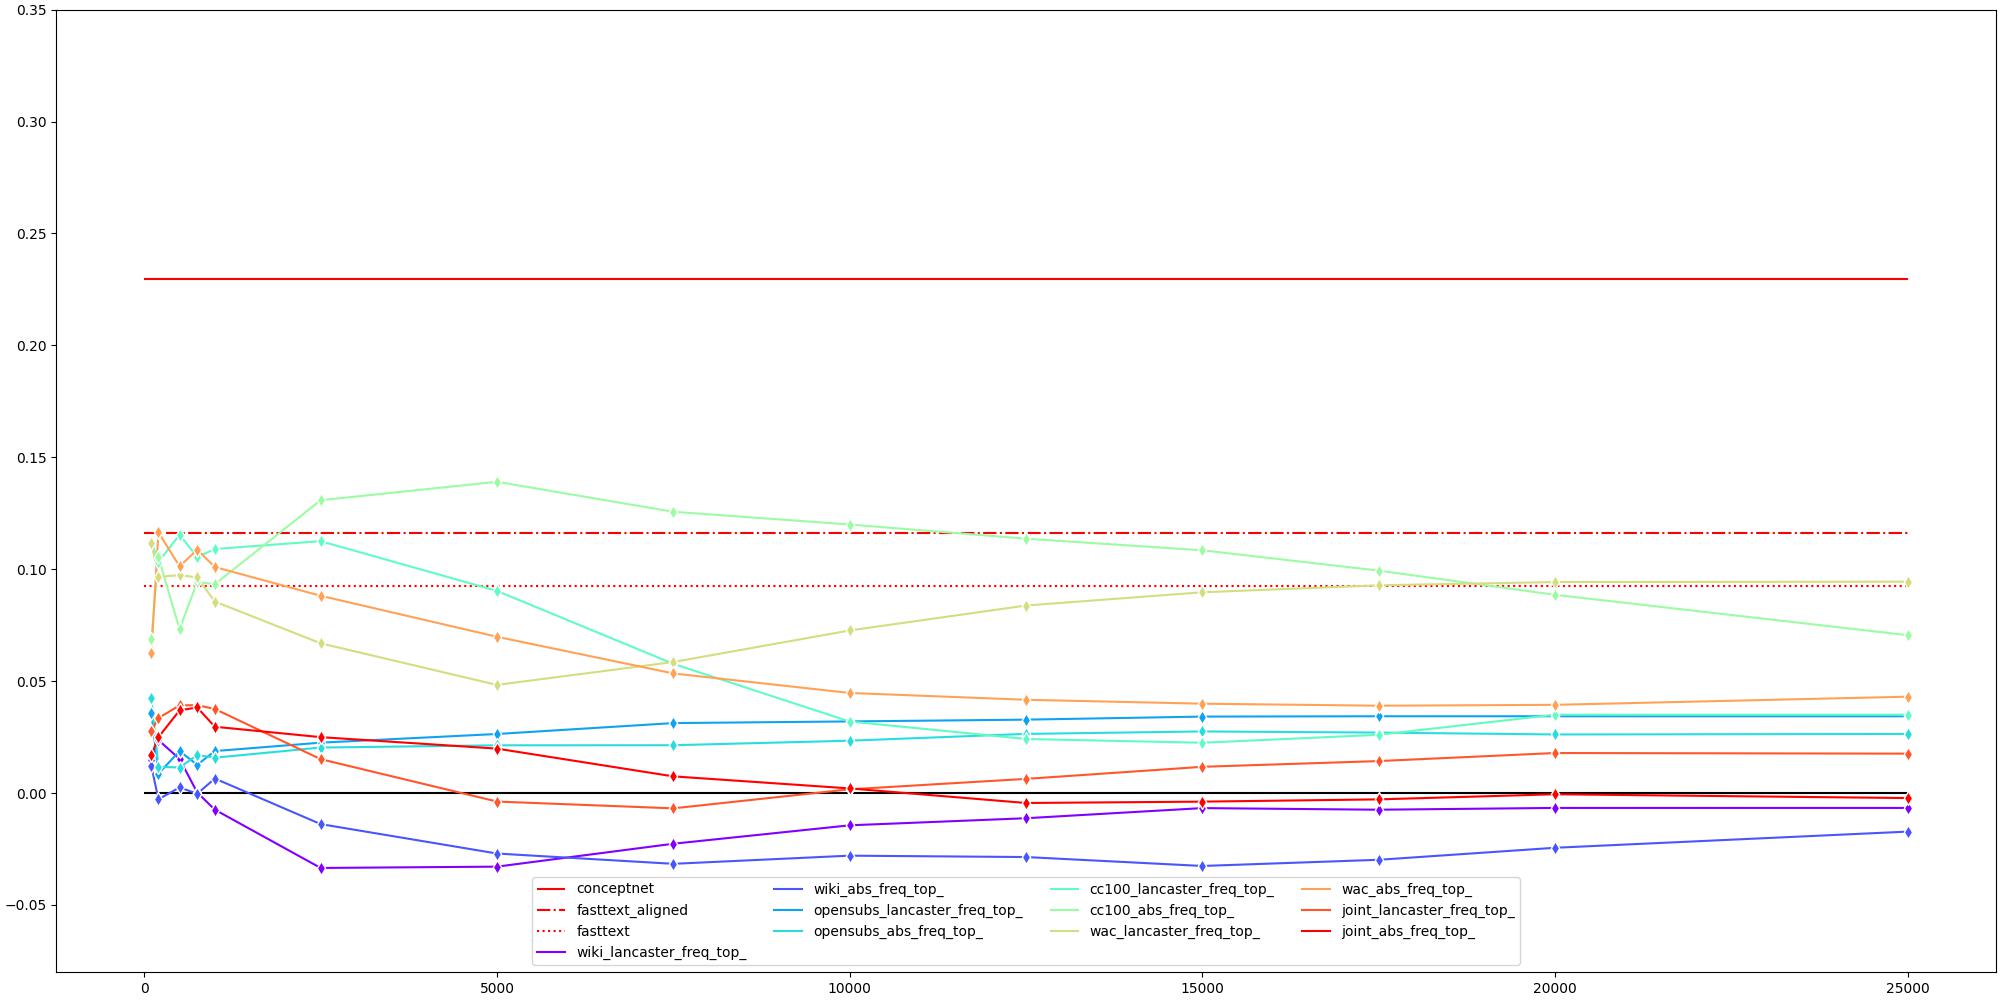 0.35
0.30
0.25
0.20
0.15
0.10
0.05
0.00
−0.05
conceptnet
fasttext_aligned
fasttext
wiki_lancaster_freq_top_
wiki_abs_freq_top_
opensubs_lancaster_freq_top_
opensubs_abs_freq_top_
cc100_lancaster_freq_top_
cc100_abs_freq_top_
wac_lancaster_freq_top_
wac_abs_freq_top_
joint_lancaster_freq_top_
joint_abs_freq_top_
0 5000 10000 15000 20000 25000